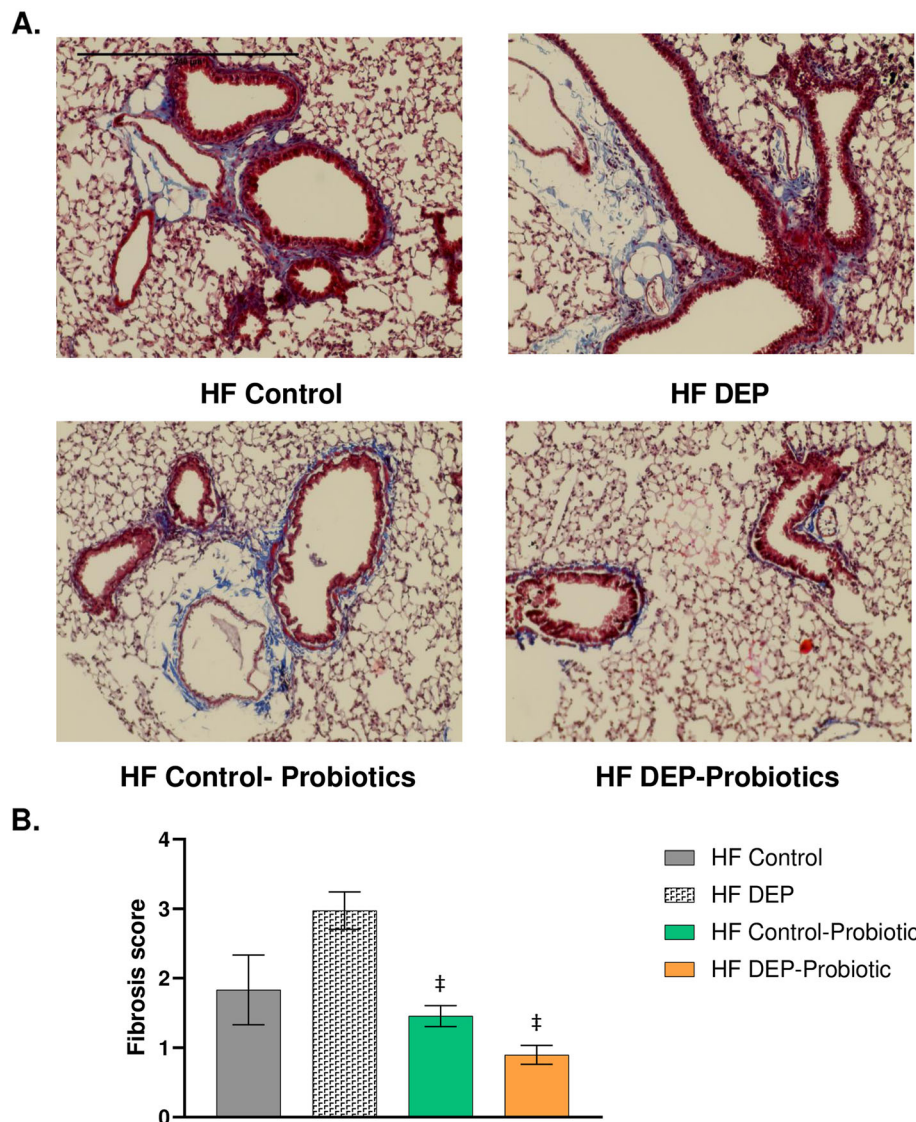 A.
HF Control
HF DEP
HF Control- Probiotics
HF DEP-Probiotics
B.
Fibrosis score
4
3
2
1
0
‡
‡
HF Control
HF DEP
HF Control-Probiotic
HF DEP-Probiotic